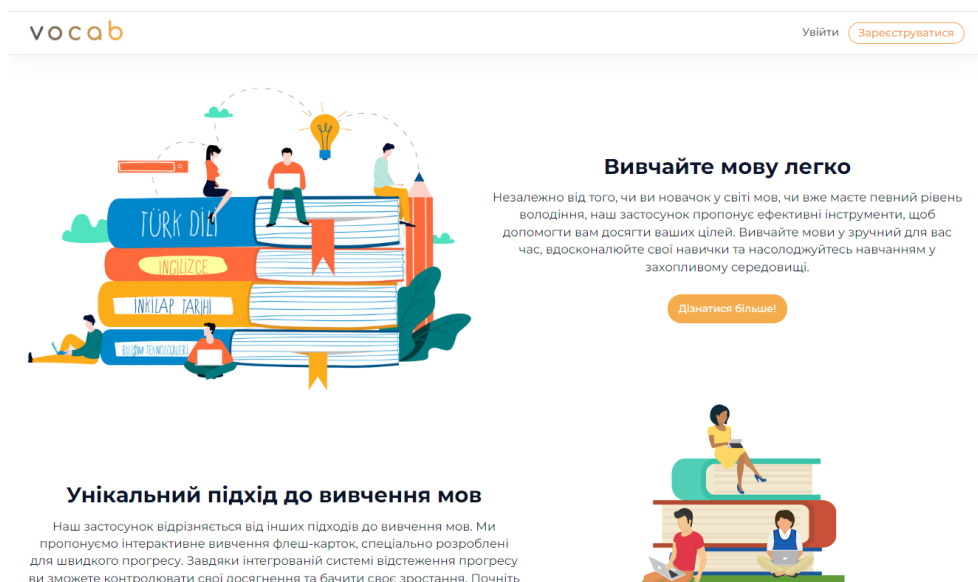 vocab
Увійти
Зареєструватися
TÜRK DİLİ
İNGİLİZCE
İNKILAP TARİHİ
BİLİŞİM TEKNOLOJİLERİ
Вивчайте мову легко
Незалежно від того, чи ви новачок у світі мов, чи вже маєте певний рівень
володіння, наш застосунок пропонує ефективні інструменти, щоб
допомогти вам досягти ваших цілей. Вивчайте мови у зручний для вас
час, вдосконалюйте свої навички та насолоджуйтесь навчанням у
захопливому середовищі.
Дізнатися більше!
Унікальний підхід до вивчення мов
Наш застосунок відрізняється від інших підходів до вивчення мов. Ми
пропонуємо інтерактивне вивчення флеш-карток, спеціально розроблені
для швидкого прогресу. Завдяки інтегрованій системі відстеження прогресу
ви зможете контролювати свої досягнення та бачити своє зростання. Почніть